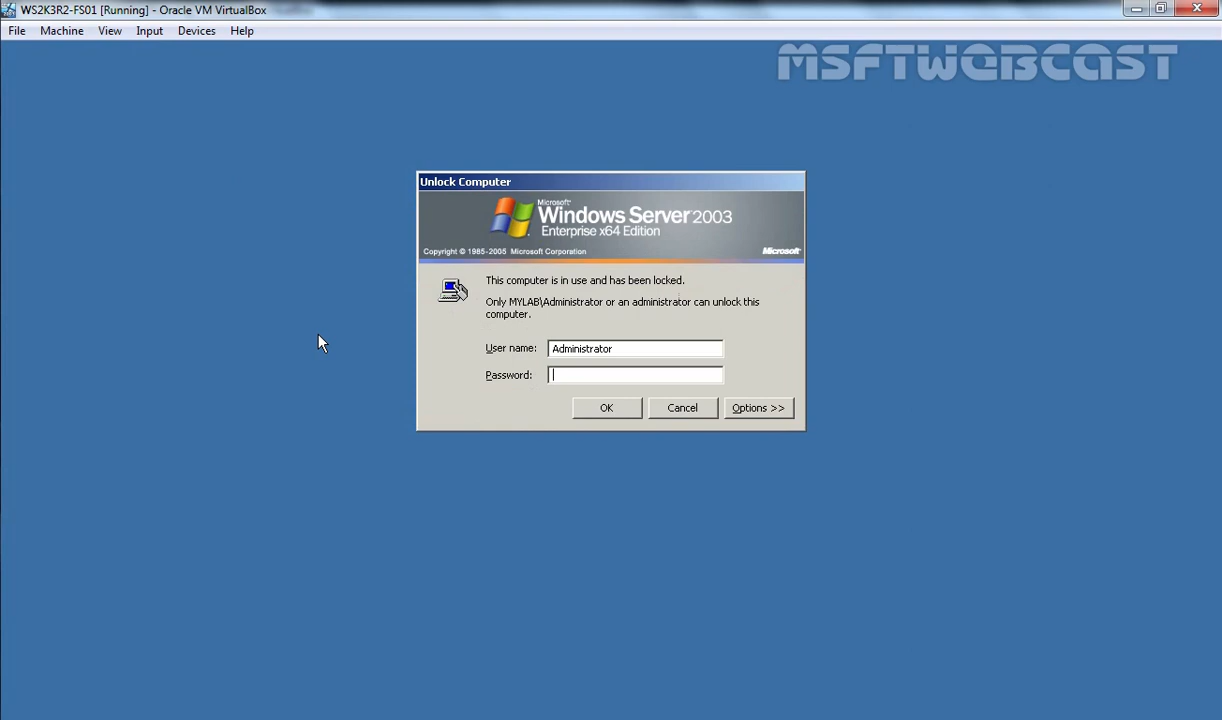 WS2K3R2-FS01 [Running] - Oracle VM VirtualBox
File Machine View Input Devices Help
MSFTWEBCAST
Unlock Computer
Microsoft
Windows Server 2003
Enterprise x64 Edition
Copyright © 1985-2005 Microsoft Corporation Microsoft
This computer is in use and has been locked.
Only MYLAB\Administrator or an administrator can unlock this
computer.
User name: Administrator
Password:
OK Cancel Options >>